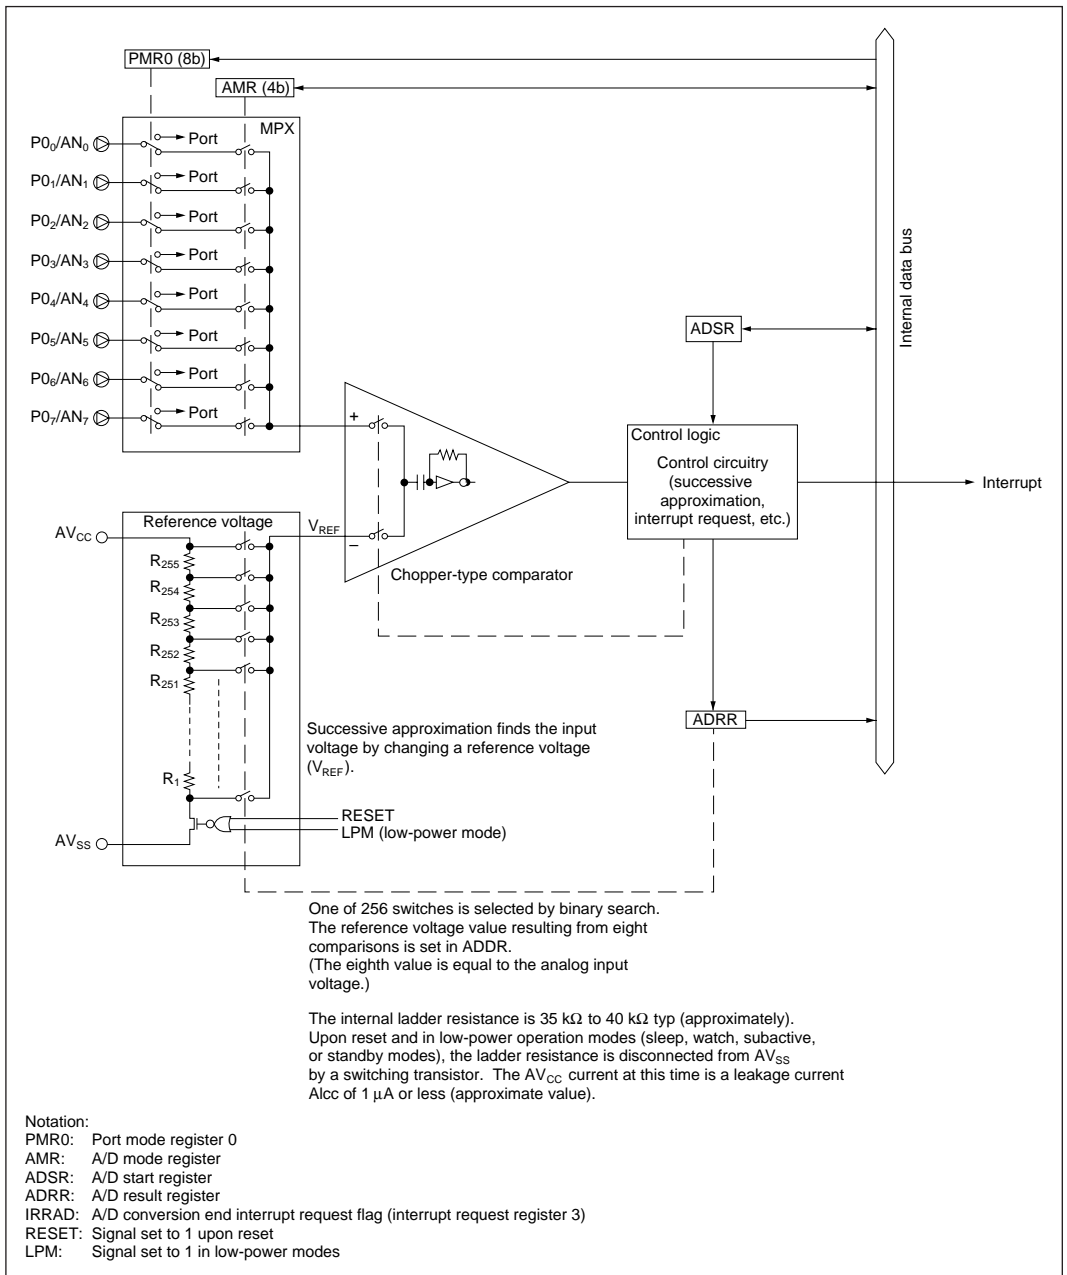 PMR0 (8b)
AMR (4b)
MPX
P0₀/AN₀
Port
P0₁/AN₁
Port
P0₂/AN₂
Port
P0₃/AN₃
Port
P0₄/AN₄
Port
P0₅/AN₅
Port
P0₆/AN₆
Port
P0₇/AN₇
Port
Internal data bus
ADSR
+
Control logic
Control circuitry
(successive
approximation,
interrupt request, etc.)
Interrupt
Reference voltage
AV_CC
V_REF
–
Chopper-type comparator
R₂₅₅
R₂₅₄
R₂₅₃
R₂₅₂
R₂₅₁
R₁
ADRR
Successive approximation finds the input
voltage by changing a reference voltage
(V_REF).
RESET
LPM (low-power mode)
AV_SS
One of 256 switches is selected by binary search.
The reference voltage value resulting from eight
comparisons is set in ADDR.
(The eighth value is equal to the analog input
voltage.)
The internal ladder resistance is 35 kΩ to 40 kΩ typ (approximately).
Upon reset and in low-power operation modes (sleep, watch, subactive,
or standby modes), the ladder resistance is disconnected from AV_SS
by a switching transistor. The AV_CC current at this time is a leakage current
AIcc of 1 μA or less (approximate value).
Notation:
PMR0: Port mode register 0
AMR: A/D mode register
ADSR: A/D start register
ADRR: A/D result register
IRRAD: A/D conversion end interrupt request flag (interrupt request register 3)
RESET: Signal set to 1 upon reset
LPM: Signal set to 1 in low-power modes